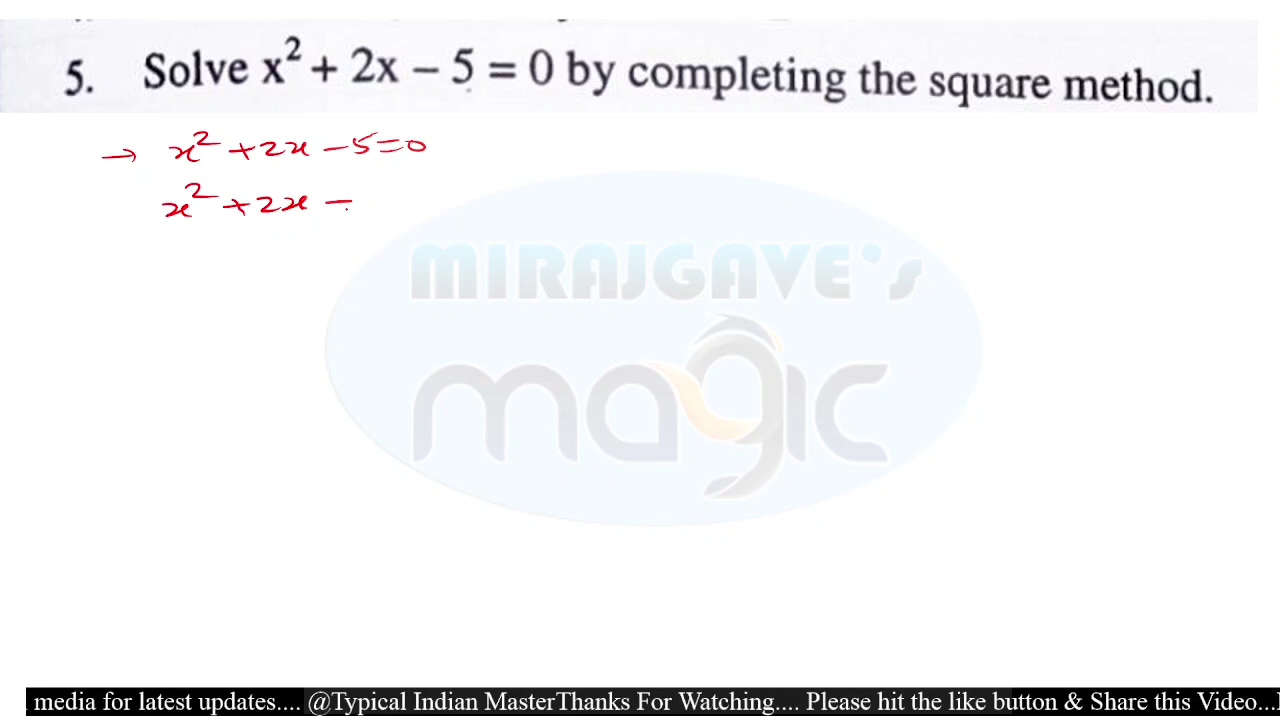 5. Solve x² + 2x – 5 = 0 by completing the square method.
→ x² + 2x – 5 = 0
x² + 2x
MIRAJGAVE's
magic
media for latest updates.... @Typical Indian MasterThanks For Watching.... Please hit the like button & Share this Video...